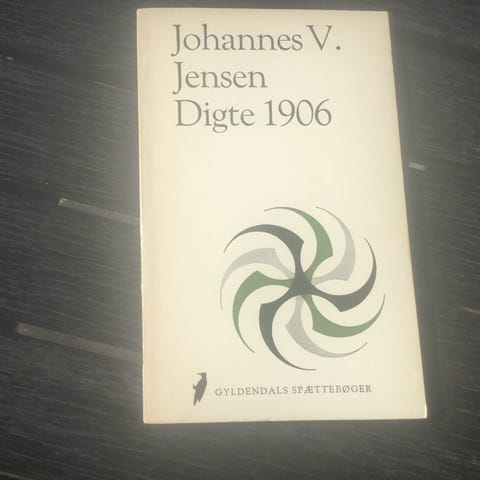 Johannes V.
Jensen
Digte 1906
GYLDENDALS SPÆTTEBØGER